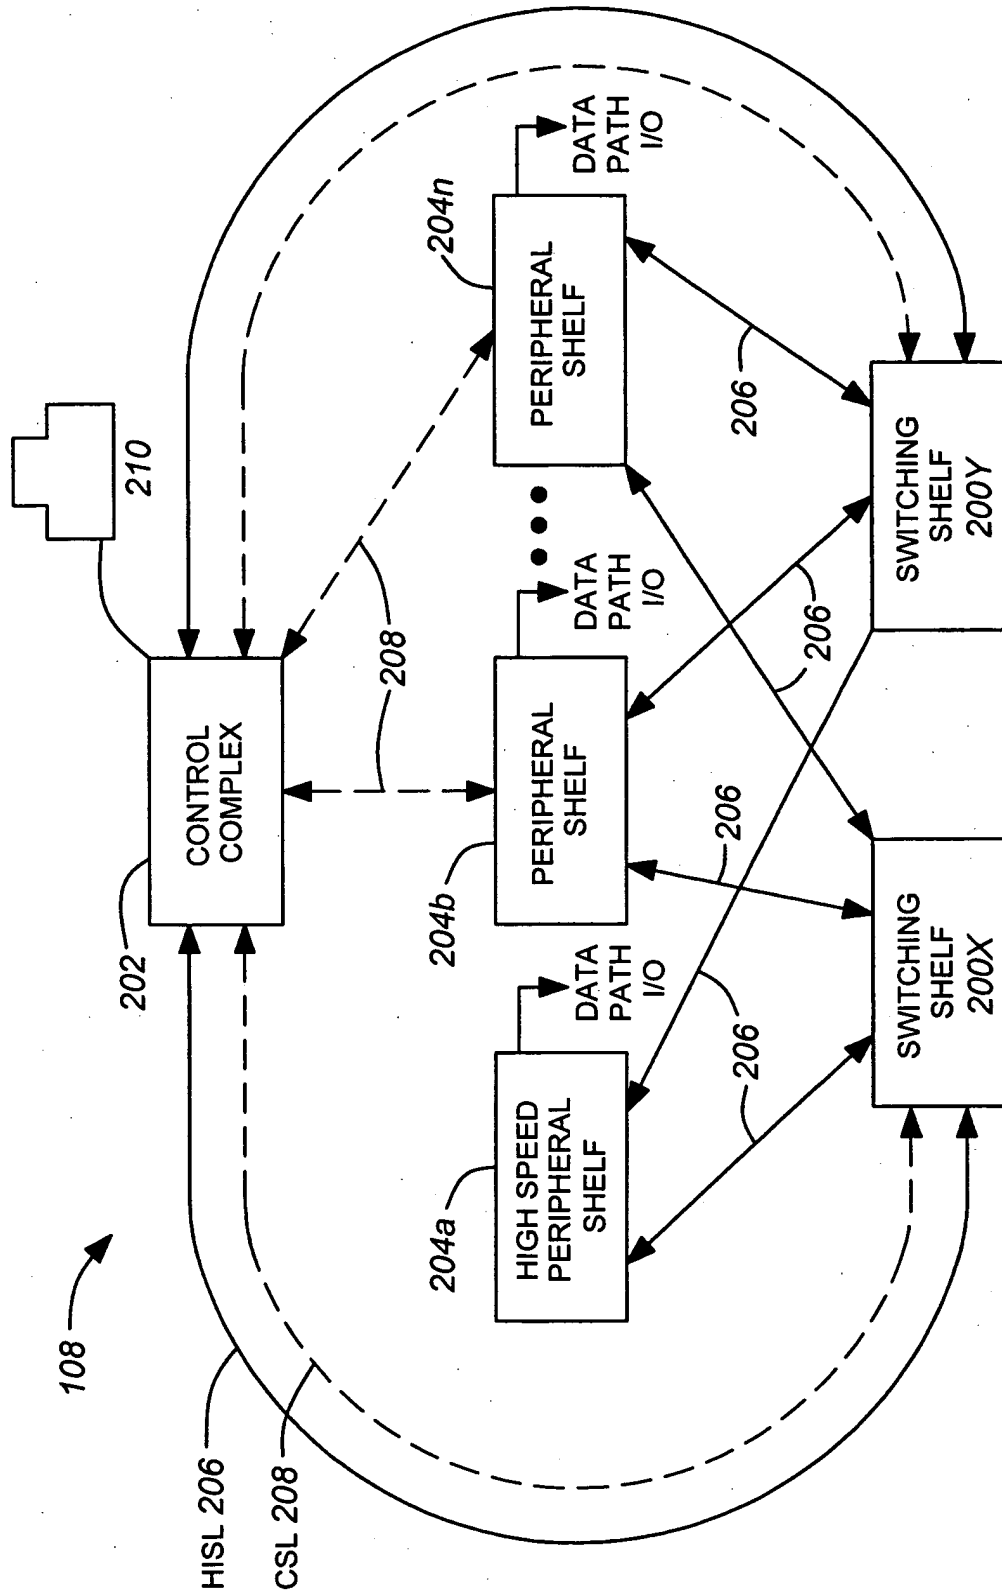 108
HISL 206
CSL 208
202
CONTROL
COMPLEX
210
208
204a
HIGH SPEED
PERIPHERAL
SHELF
DATA
PATH
I/O
204b
PERIPHERAL
SHELF
DATA
PATH
I/O
204n
PERIPHERAL
SHELF
DATA
PATH
I/O
206
206
206
206
SWITCHING
SHELF
200X
SWITCHING
SHELF
200Y